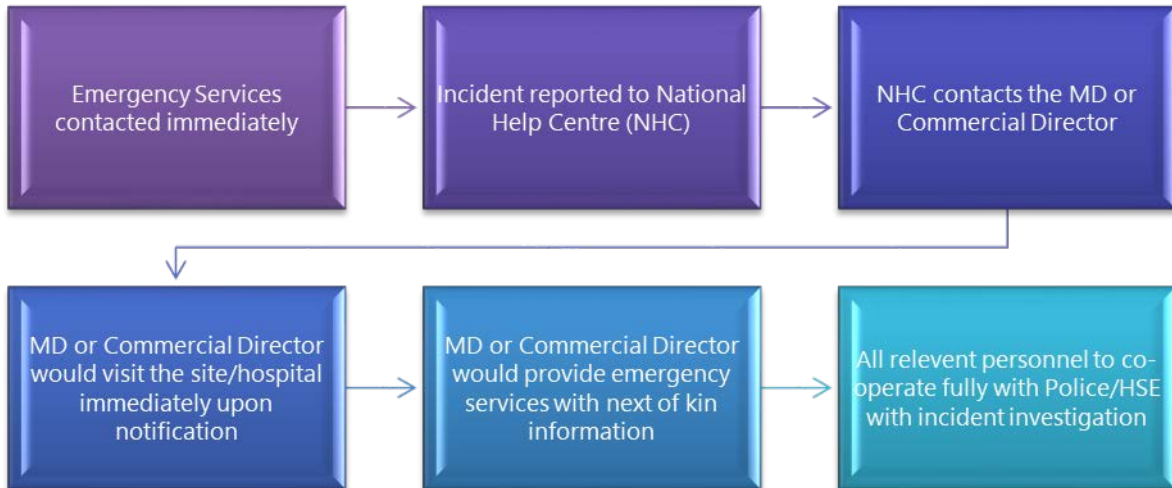 Emergency Services
contacted immediately
Incident reported to National
Help Centre (NHC)
NHC contacts the MD or
Commercial Director
MD or Commercial Director
would visit the site/hospital
immediately upon
notification
MD or Commercial Director
would provide emergency
services with next of kin
information
All relevent personnel to co-
operate fully with Police/HSE
with incident investigation